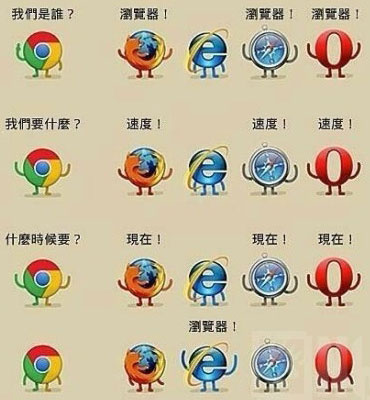 我們是誰？ 瀏覽器！ 瀏覽器！ 瀏覽器！
我們要什麼？ 速度！ 速度！ 速度！
什麼時候要？ 現在！ 現在！ 現在！
瀏覽器！